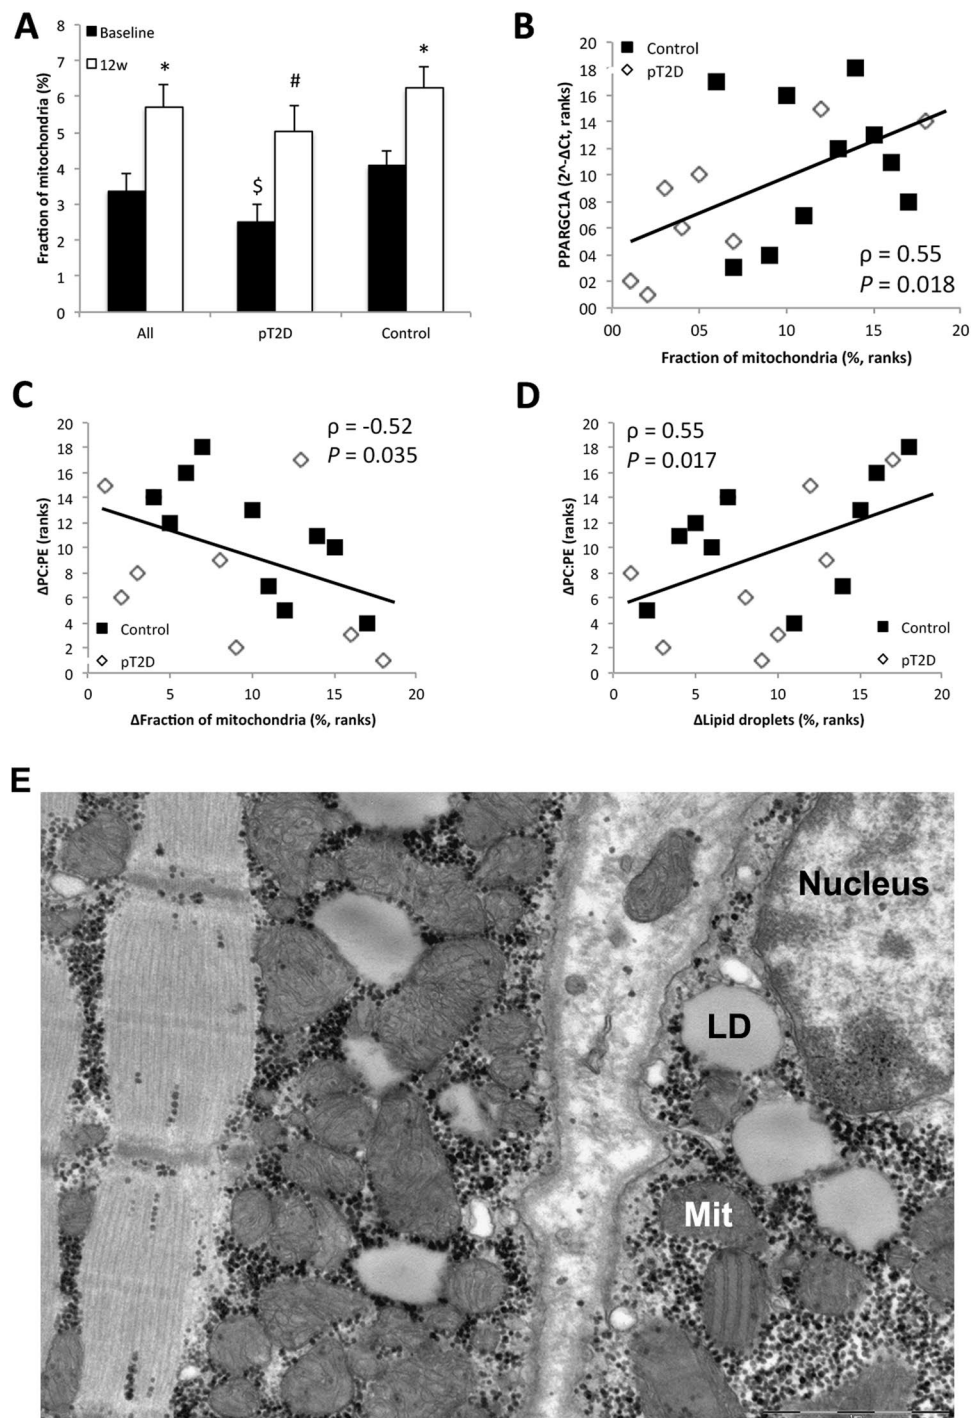 A
8
7
6
5
4
3
2
1
0
Fraction of mitochondria (%)
Baseline
12w
*
$
#
*
All pT2D Control
B
20
18
16
14
12
10
08
06
04
02
00
PPARGC1A (2^-ΔCt, ranks)
Control
pT2D
ρ = 0.55
P = 0.018
00 05 10 15 20
Fraction of mitochondria (%, ranks)
C
20
18
16
14
12
10
8
6
4
2
0
ΔPC:PE (ranks)
ρ = -0.52
P = 0.035
Control
pT2D
0 5 10 15 20
ΔFraction of mitochondria (%, ranks)
D
20
18
16
14
12
10
8
6
4
2
0
ΔPC:PE (ranks)
ρ = 0.55
P = 0.017
Control
pT2D
0 5 10 15 20
ΔLipid droplets (%, ranks)
E
Nucleus
LD
Mit